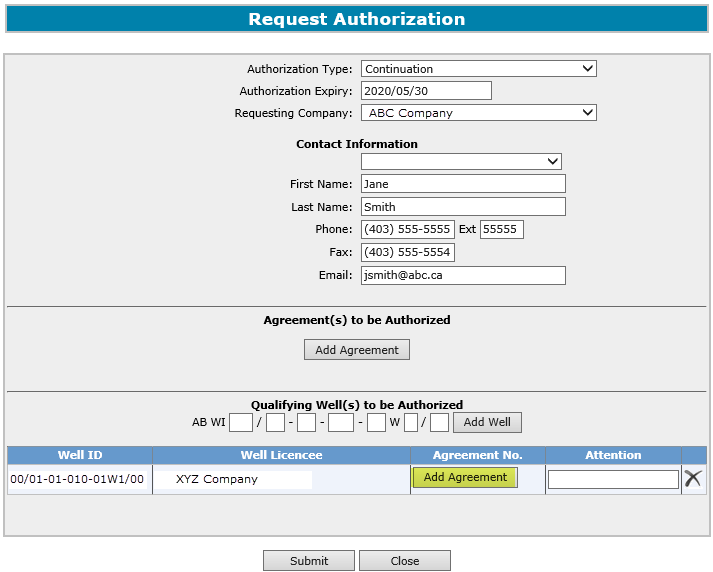 Request Authorization
Authorization Type: Continuation
Authorization Expiry: 2020/05/30
Requesting Company: ABC Company
Contact Information
First Name: Jane
Last Name: Smith
Phone: (403) 555-5555 Ext 55555
Fax: (403) 555-5554
Email: jsmith@abc.ca
Agreement(s) to be Authorized
Add Agreement
Qualifying Well(s) to be Authorized
AB WI / - - - W / Add Well
Well ID Well Licencee Agreement No. Attention
00/01-01-010-01W1/00 XYZ Company Add Agreement
Submit Close